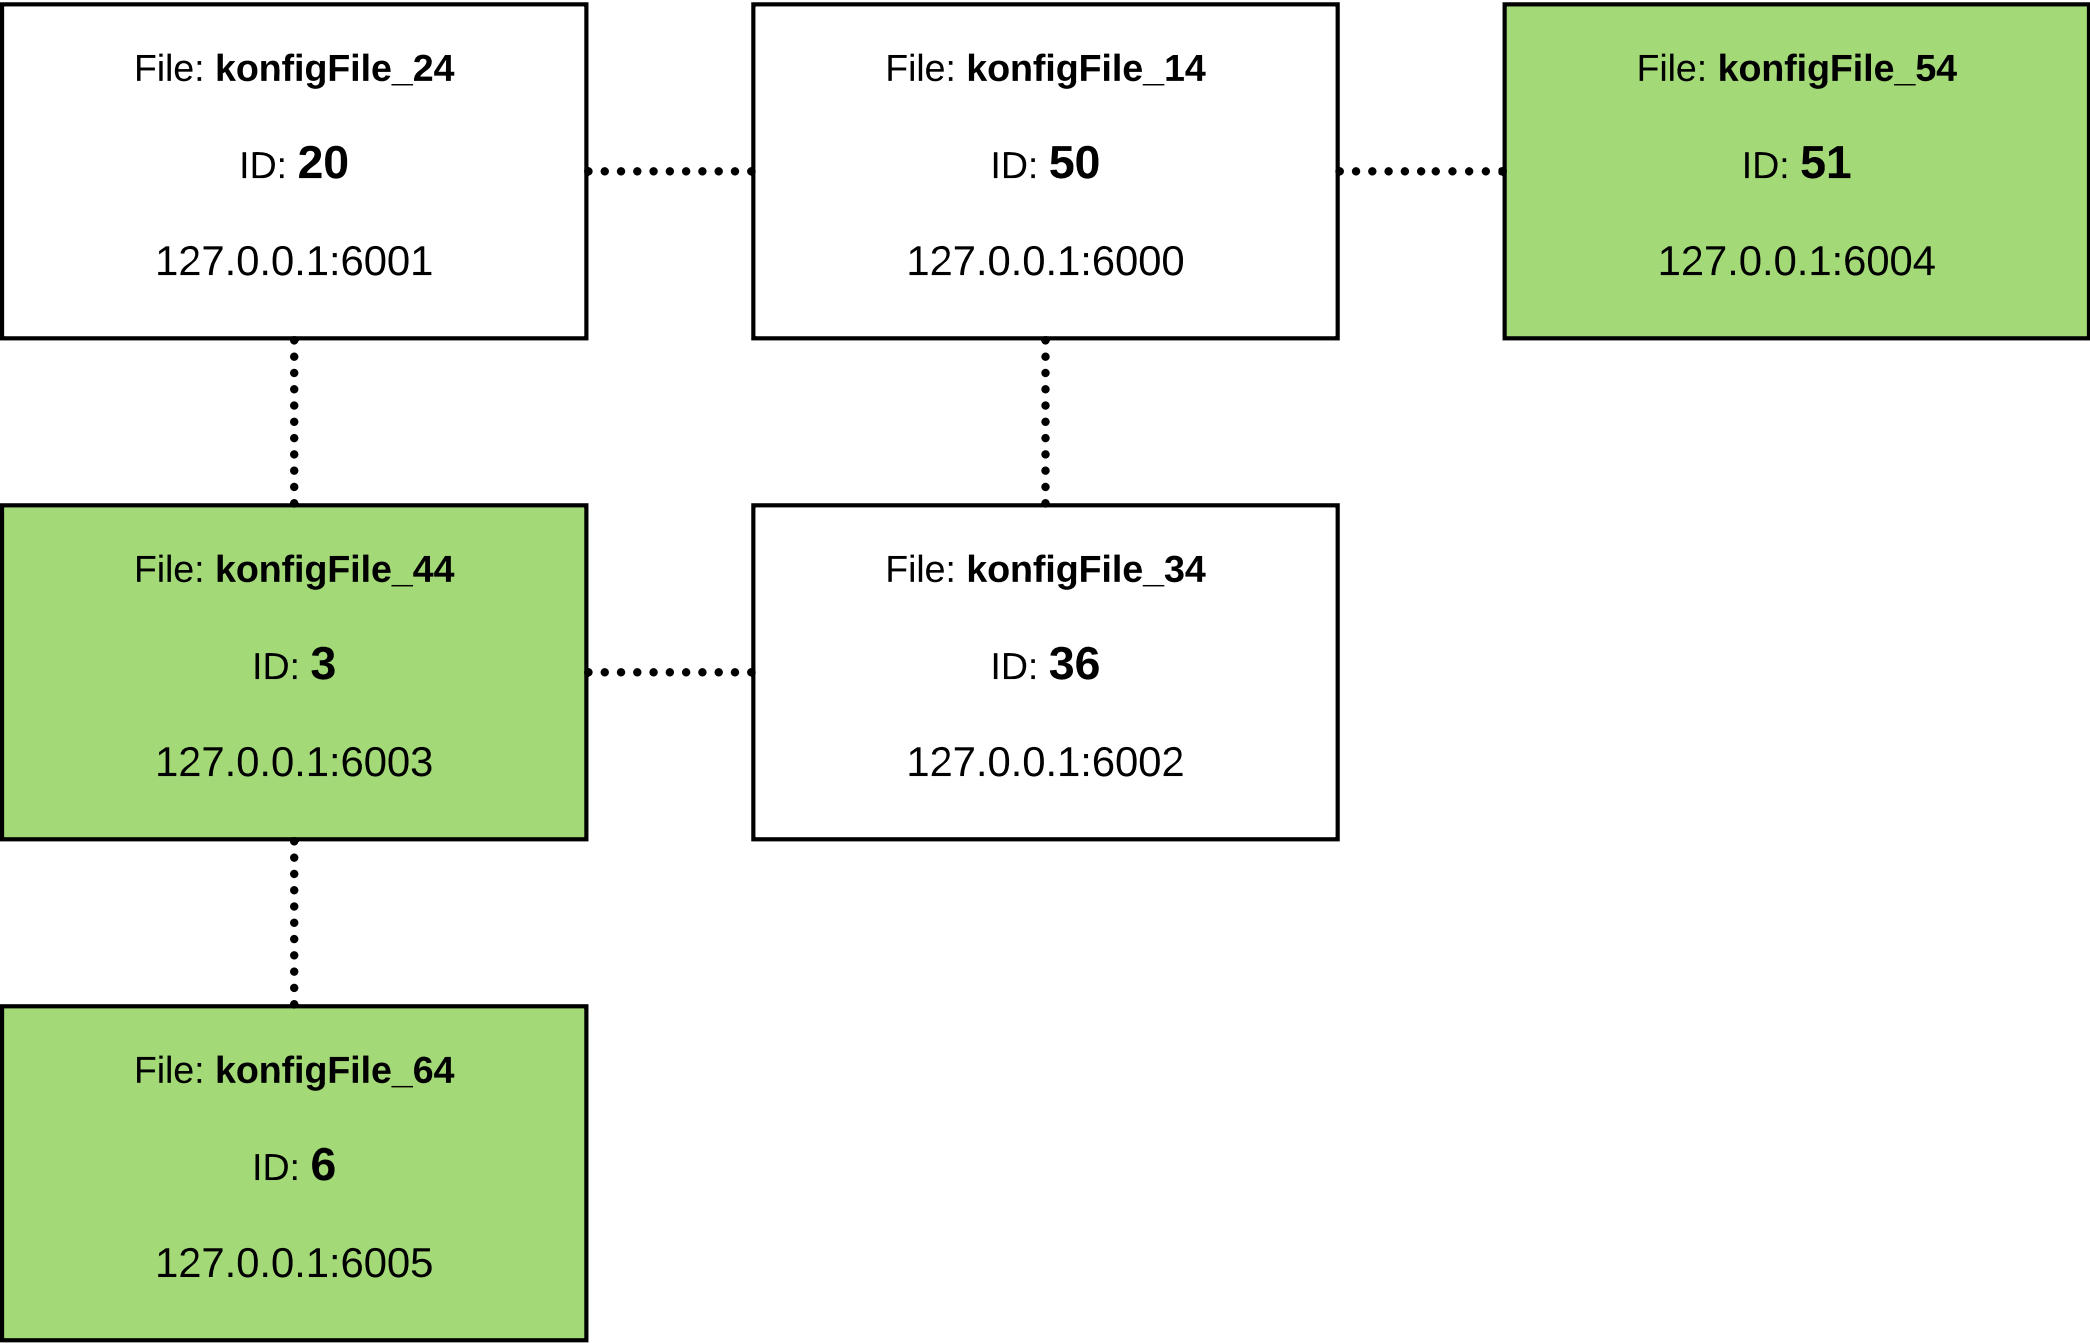 File: konfigFile_24
ID: 20
127.0.0.1:6001
File: konfigFile_14
ID: 50
127.0.0.1:6000
File: konfigFile_54
ID: 51
127.0.0.1:6004
File: konfigFile_44
ID: 3
127.0.0.1:6003
File: konfigFile_34
ID: 36
127.0.0.1:6002
File: konfigFile_64
ID: 6
127.0.0.1:6005